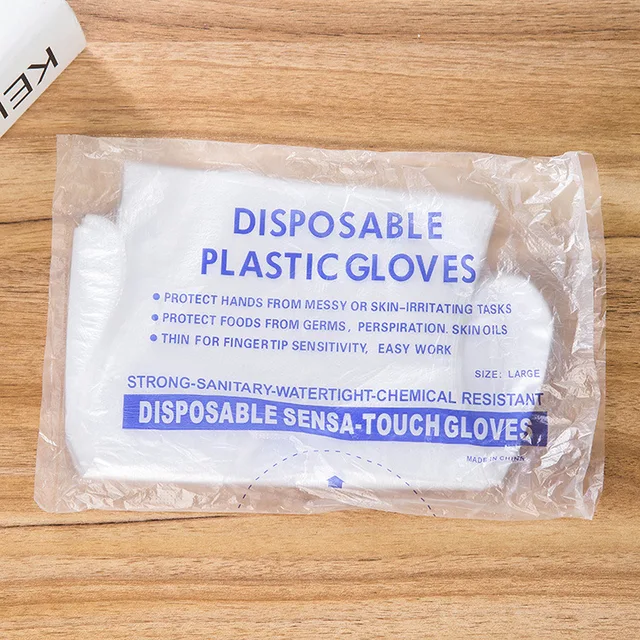 KEI
DISPOSABLE
PLASTIC GLOVES
• PROTECT HANDS FROM MESSY OR SKIN-IRRITATING TASKS
• PROTECT FOODS FROM GERMS, PERSPIRATION. SKIN OILS
• THIN FOR FINGERTIP SENSITIVITY, EASY WORK
SIZE: LARGE
STRONG-SANITARY-WATERTIGHT-CHEMICAL RESISTANT
DISPOSABLE SENSA-TOUCH GLOVES
MADE IN CHINA